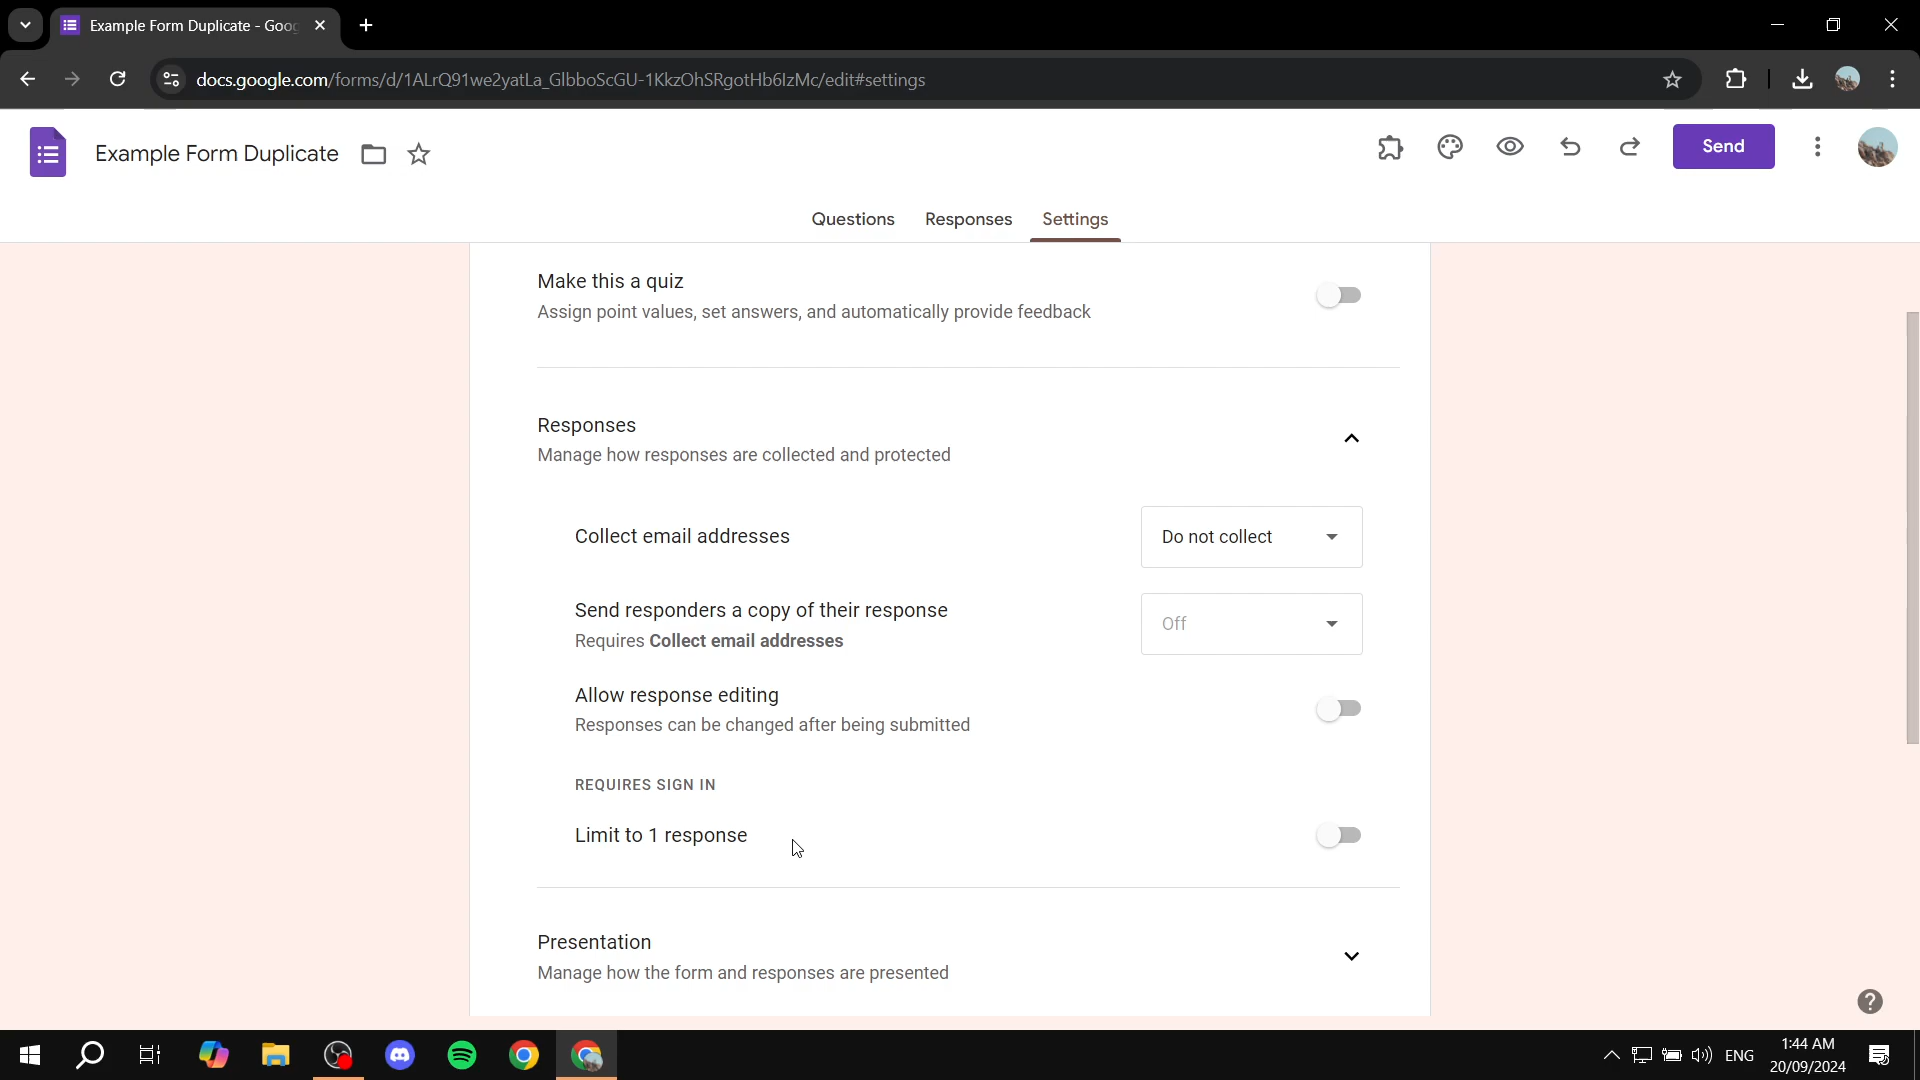 Example Form Duplicate - Goog
docs.google.com/forms/d/1ALrQ91we2yatLa_GlbboScGU-1KkzOhSRgotHb6IzMc/edit#settings
Example Form Duplicate
Send
Questions Responses Settings
Make this a quiz
Assign point values, set answers, and automatically provide feedback
Responses
Manage how responses are collected and protected
Collect email addresses
Do not collect
Send responders a copy of their response
Requires Collect email addresses
Off
Allow response editing
Responses can be changed after being submitted
REQUIRES SIGN IN
Limit to 1 response
Presentation
Manage how the form and responses are presented
ENG
1:44 AM
20/09/2024